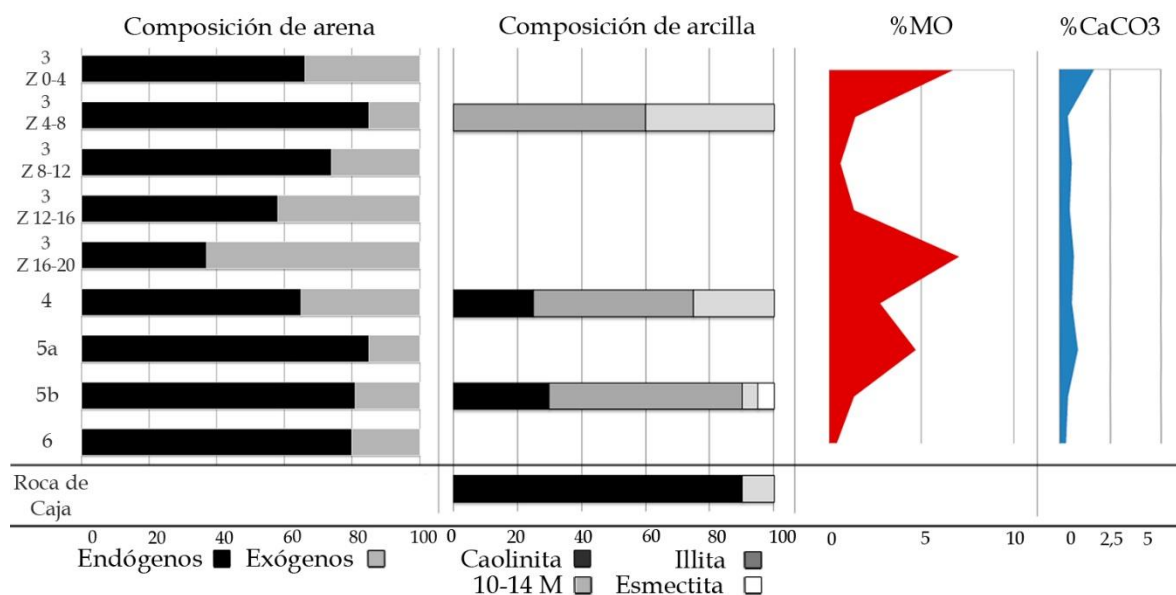 Composición de arena
Composición de arcilla
%MO
%CaCO3
3
Z 0-4
3
Z 4-8
3
Z 8-12
3
Z 12-16
3
Z 16-20
4
5a
5b
6
Roca de
Caja
0 20 40 60 80 100
0 20 40 60 80 100
0 5 10
0 2,5 5
Endógenos Exógenos
Caolinita Illita
10-14 M Esmectita